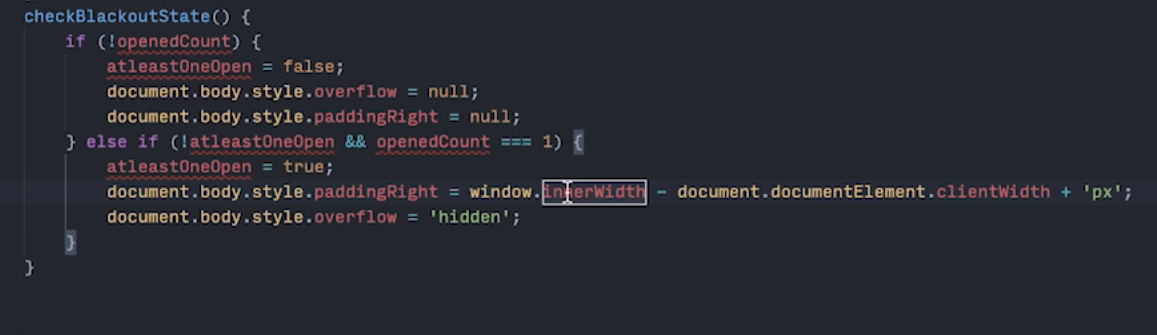 checkBlackoutState() {
if (!openedCount) {
atleastOneOpen = false;
document.body.style.overflow = null;
document.body.style.paddingRight = null;
} else if (!atleastOneOpen && openedCount === 1) {
atleastOneOpen = true;
document.body.style.paddingRight = window.innerWidth - document.documentElement.clientWidth + 'px';
document.body.style.overflow = 'hidden';
}
}